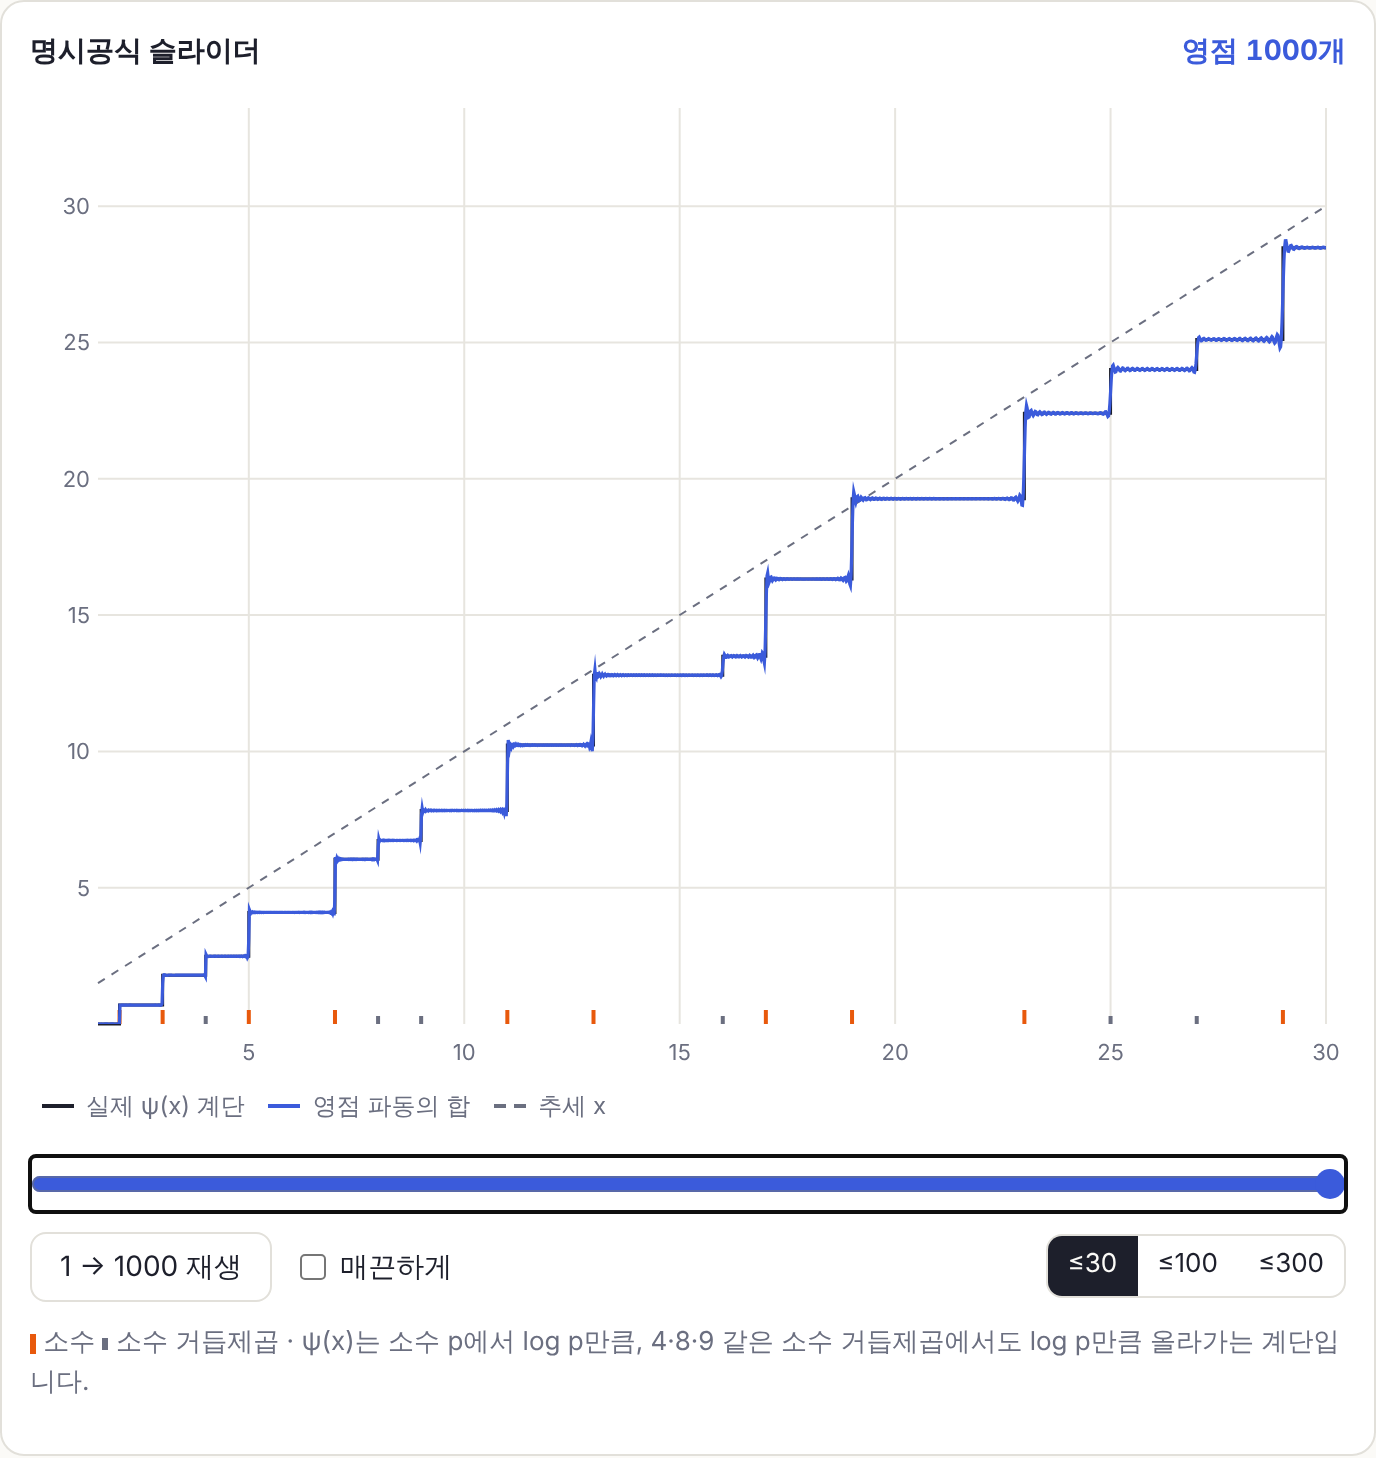 명시공식 슬라이더
영점 1000개
30
25
20
15
10
5
5 10 15 20 25 30
실제 ψ(x) 계단 영점 파동의 합 추세 x
1 → 1000 재생 매끈하게 ≤30 ≤100 ≤300
소수 소수 거듭제곱 · ψ(x)는 소수 p에서 log p만큼, 4·8·9 같은 소수 거듭제곱에서도 log p만큼 올라가는 계단입
니다.